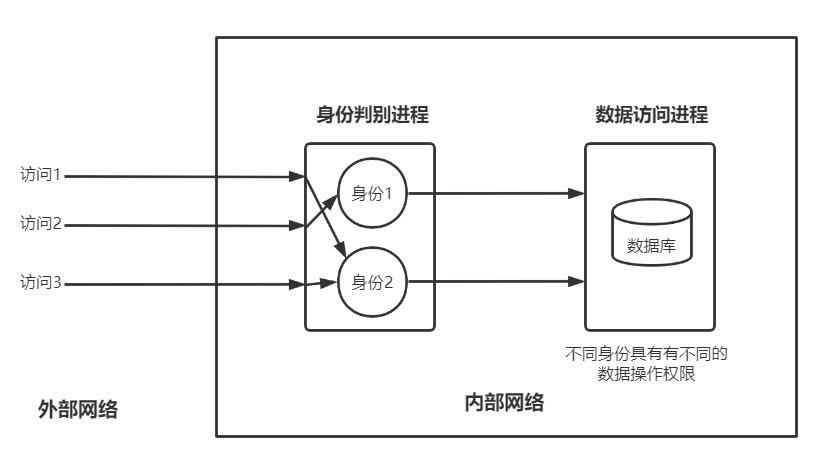 身份判别进程
数据访问进程
访问1
身份1
访问2
数据库
访问3
身份2
不同身份具有有不同的
数据操作权限
外部网络
内部网络